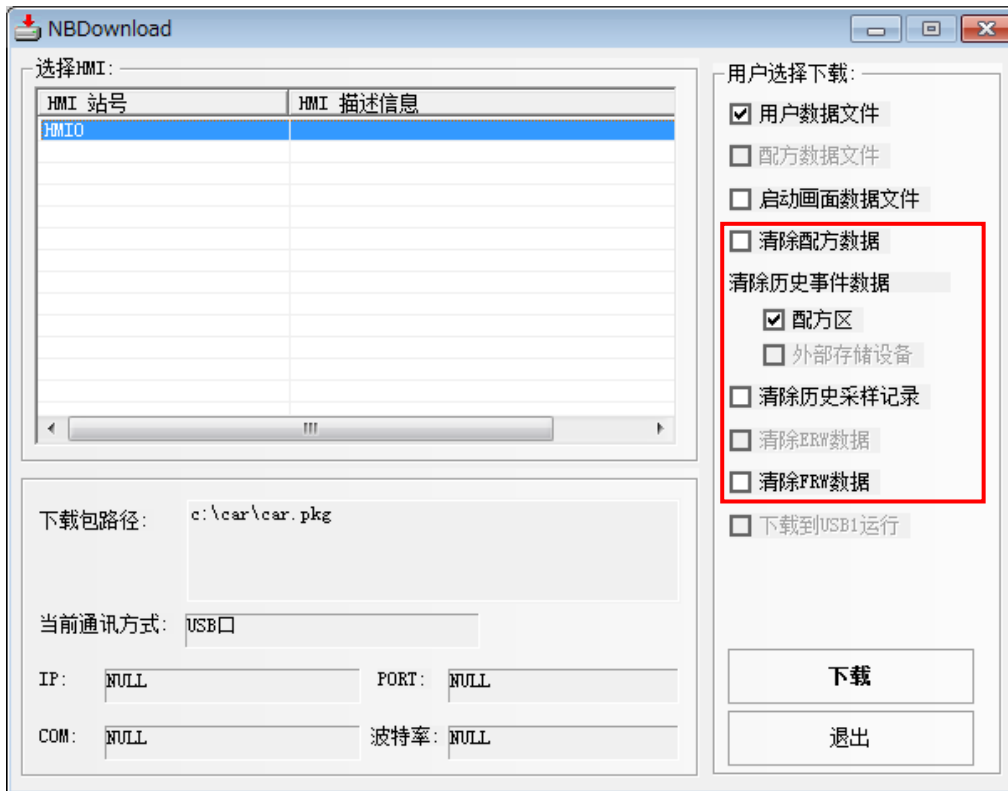 NBDownload
选择HMI:
HMI 站号 HMI 描述信息
HMI0
下载包路径: c:\car\car.pkg
当前通讯方式: USB口
IP: NULL PORT: NULL
COM: NULL 波特率: NULL
用户选择下载:
用户数据文件
配方数据文件
启动画面数据文件
清除配方数据
清除历史事件数据
配方区
外部存储设备
清除历史采样记录
清除ERW数据
清除FRW数据
下载到USB1运行
下载
退出